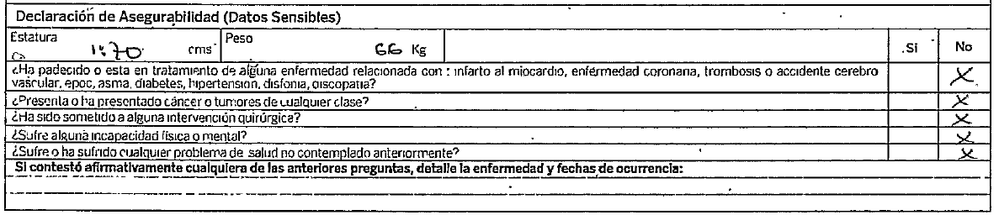 Declaración de Asegurabilidad (Datos Sensibles)
Estatura 1:70 cms Peso 66 Kg Si No
¿Ha padecido o esta en tratamiento de alguna enfermedad relacionada con: infarto al miocardio, enfermedad coronaria, trombosis o accidente cerebro X
vascular, epoc, asma, diabetes, hipertensión, disfonia, discopatia?
¿Presenta o ha presentado cáncer o tumores de cualquier clase? X
¿Ha sido sometido a alguna intervención quirúrgica? X
¿Sufre alguna incapacidad física o mental? X
¿Sufre o ha sufrido cualquier problema de salud no contemplado anteriormente? X
Si contestó afirmativamente cualquiera de las anteriores preguntas, detalle la enfermedad y fechas de ocurrencia: